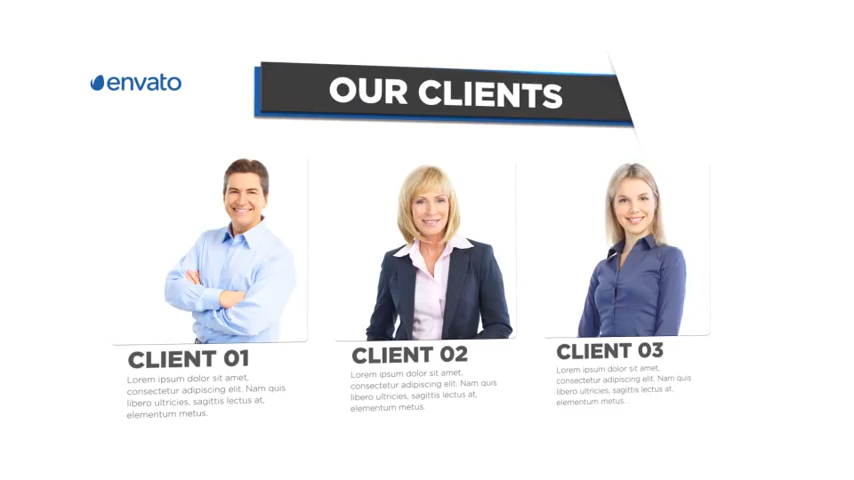 envato
OUR CLIENTS
CLIENT 01
Lorem ipsum dolor sit amet,
consectetur adipiscing elit. Nam quis
libero ultricies, sagittis lectus at,
elementum metus.
CLIENT 02
Lorem ipsum dolor sit amet,
consectetur adipiscing elit. Nam quis
libero ultricies, sagittis lectus at,
elementum metus.
CLIENT 03
Lorem ipsum dolor sit amet,
consectetur adipiscing elit. Nam quis
libero ultricies, sagittis lectus at,
elementum metus.